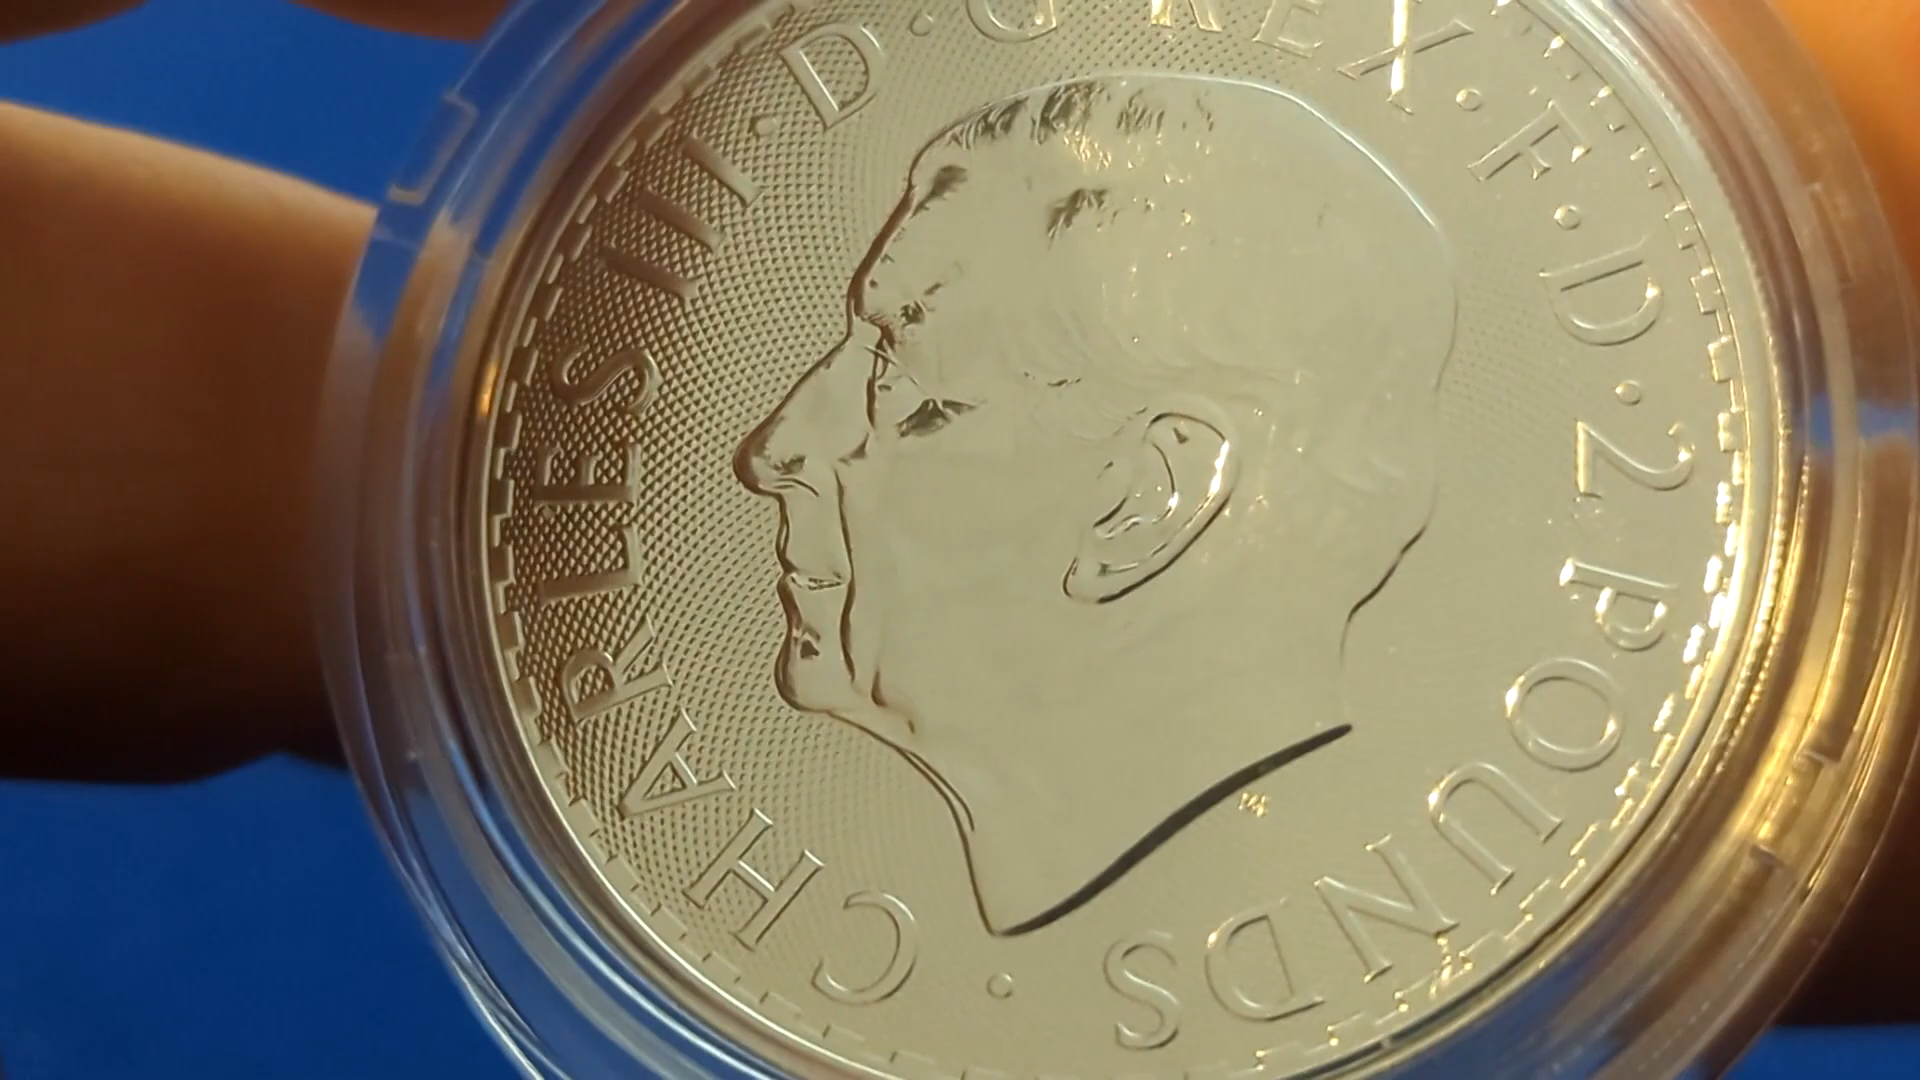 · CHARLES III · D · G · REX · F · D · 2 POUNDS